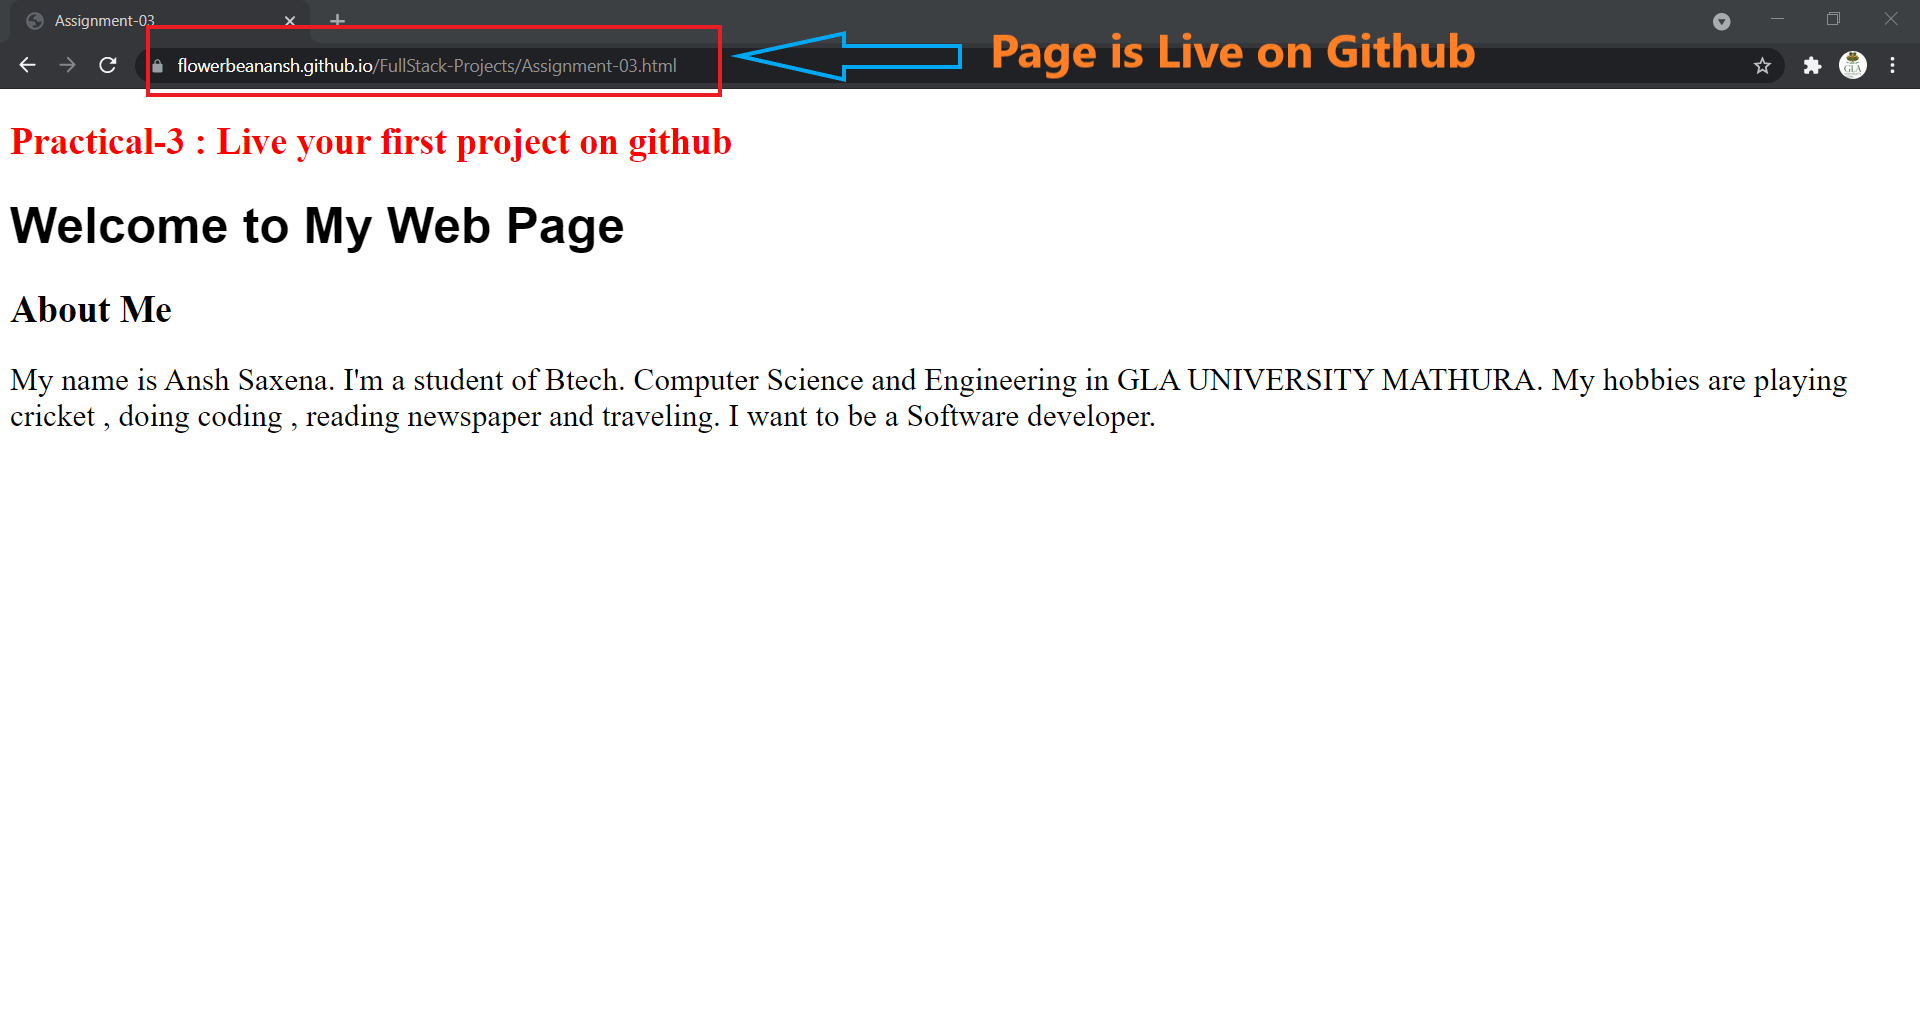 Assignment-03
flowerbeanansh.github.io/FullStack-Projects/Assignment-03.html
Page is Live on Github
GLA
Practical-3 : Live your first project on github
Welcome to My Web Page
About Me
My name is Ansh Saxena. I'm a student of Btech. Computer Science and Engineering in GLA UNIVERSITY MATHURA. My hobbies are playing
cricket , doing coding , reading newspaper and traveling. I want to be a Software developer.